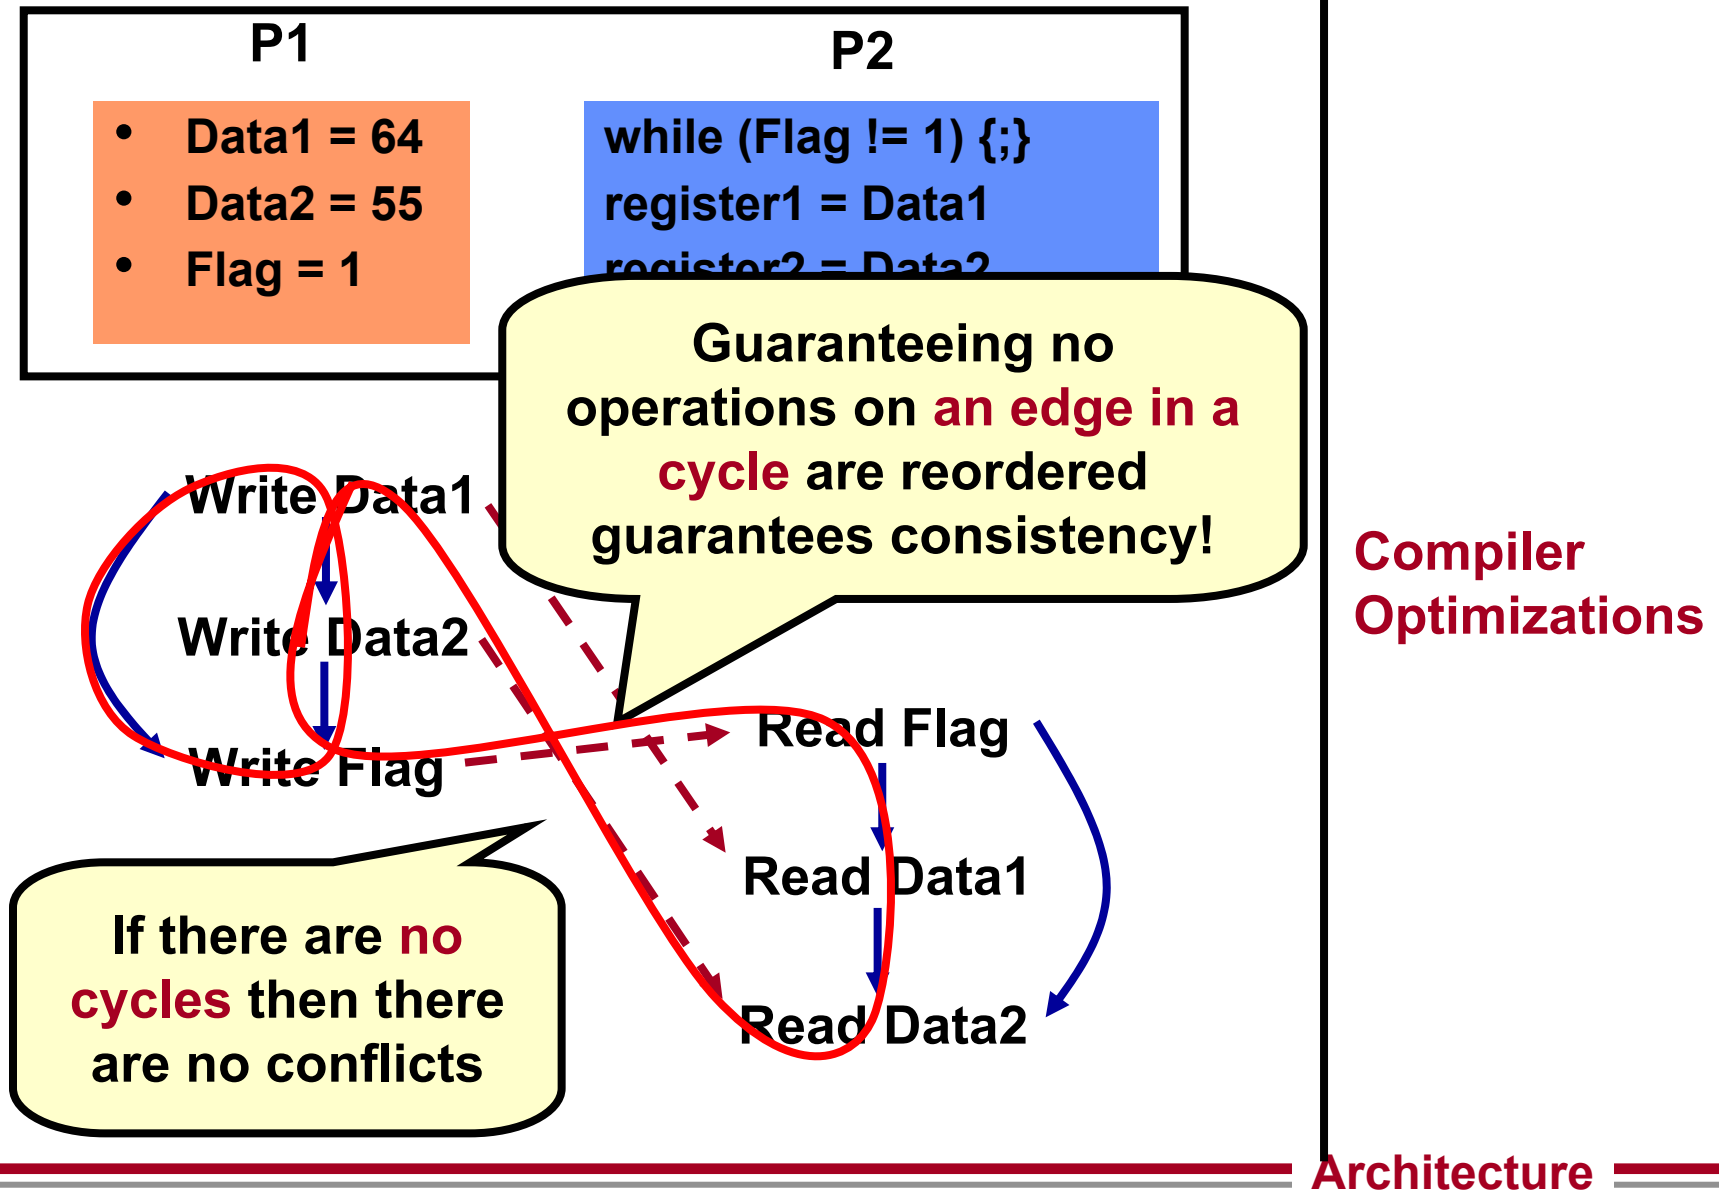 P1
P2
• Data1 = 64
• Data2 = 55
• Flag = 1
while (Flag != 1) {;}
register1 = Data1
register2 = Data2
Guaranteeing no
operations on an edge in a
cycle are reordered
guarantees consistency!
Write Data1
Write Data2
Write Flag
Read Flag
Read Data1
Read Data2
If there are no
cycles then there
are no conflicts
Compiler
Optimizations
Architecture